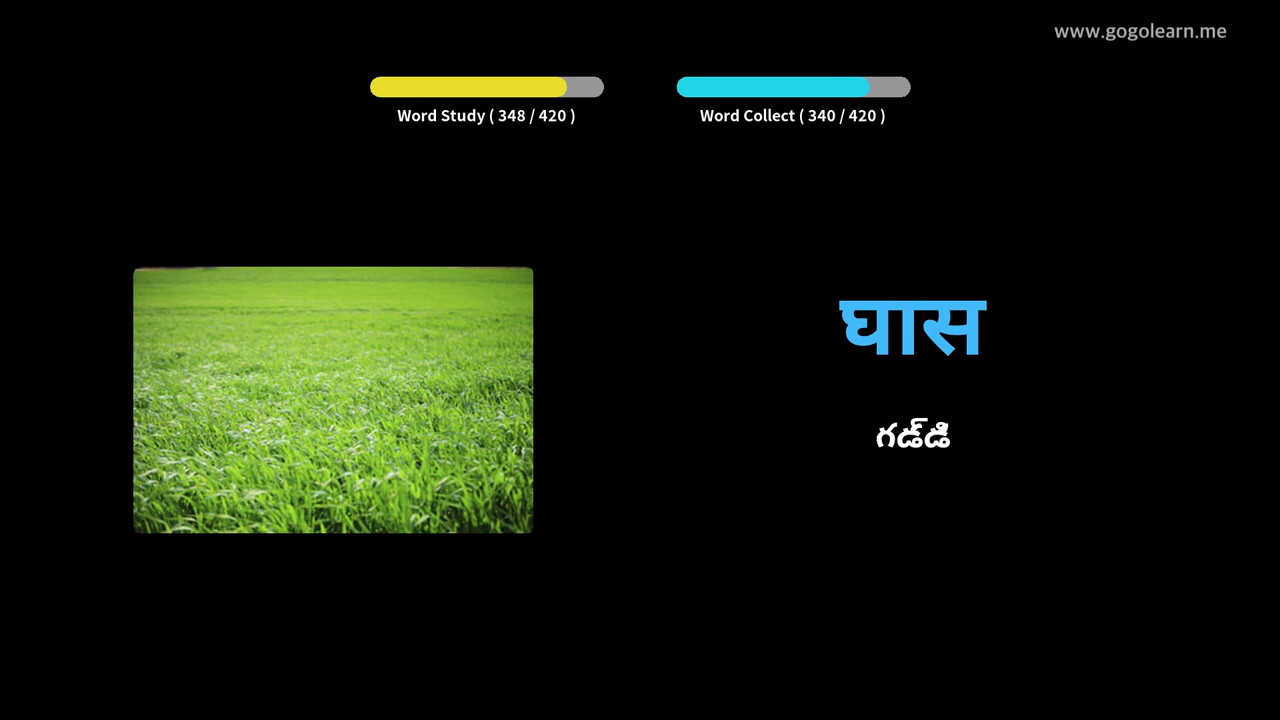 www.gogolearn.me
Word Study ( 348 / 420 )
Word Collect ( 340 / 420 )
घास
గడ్‌డి